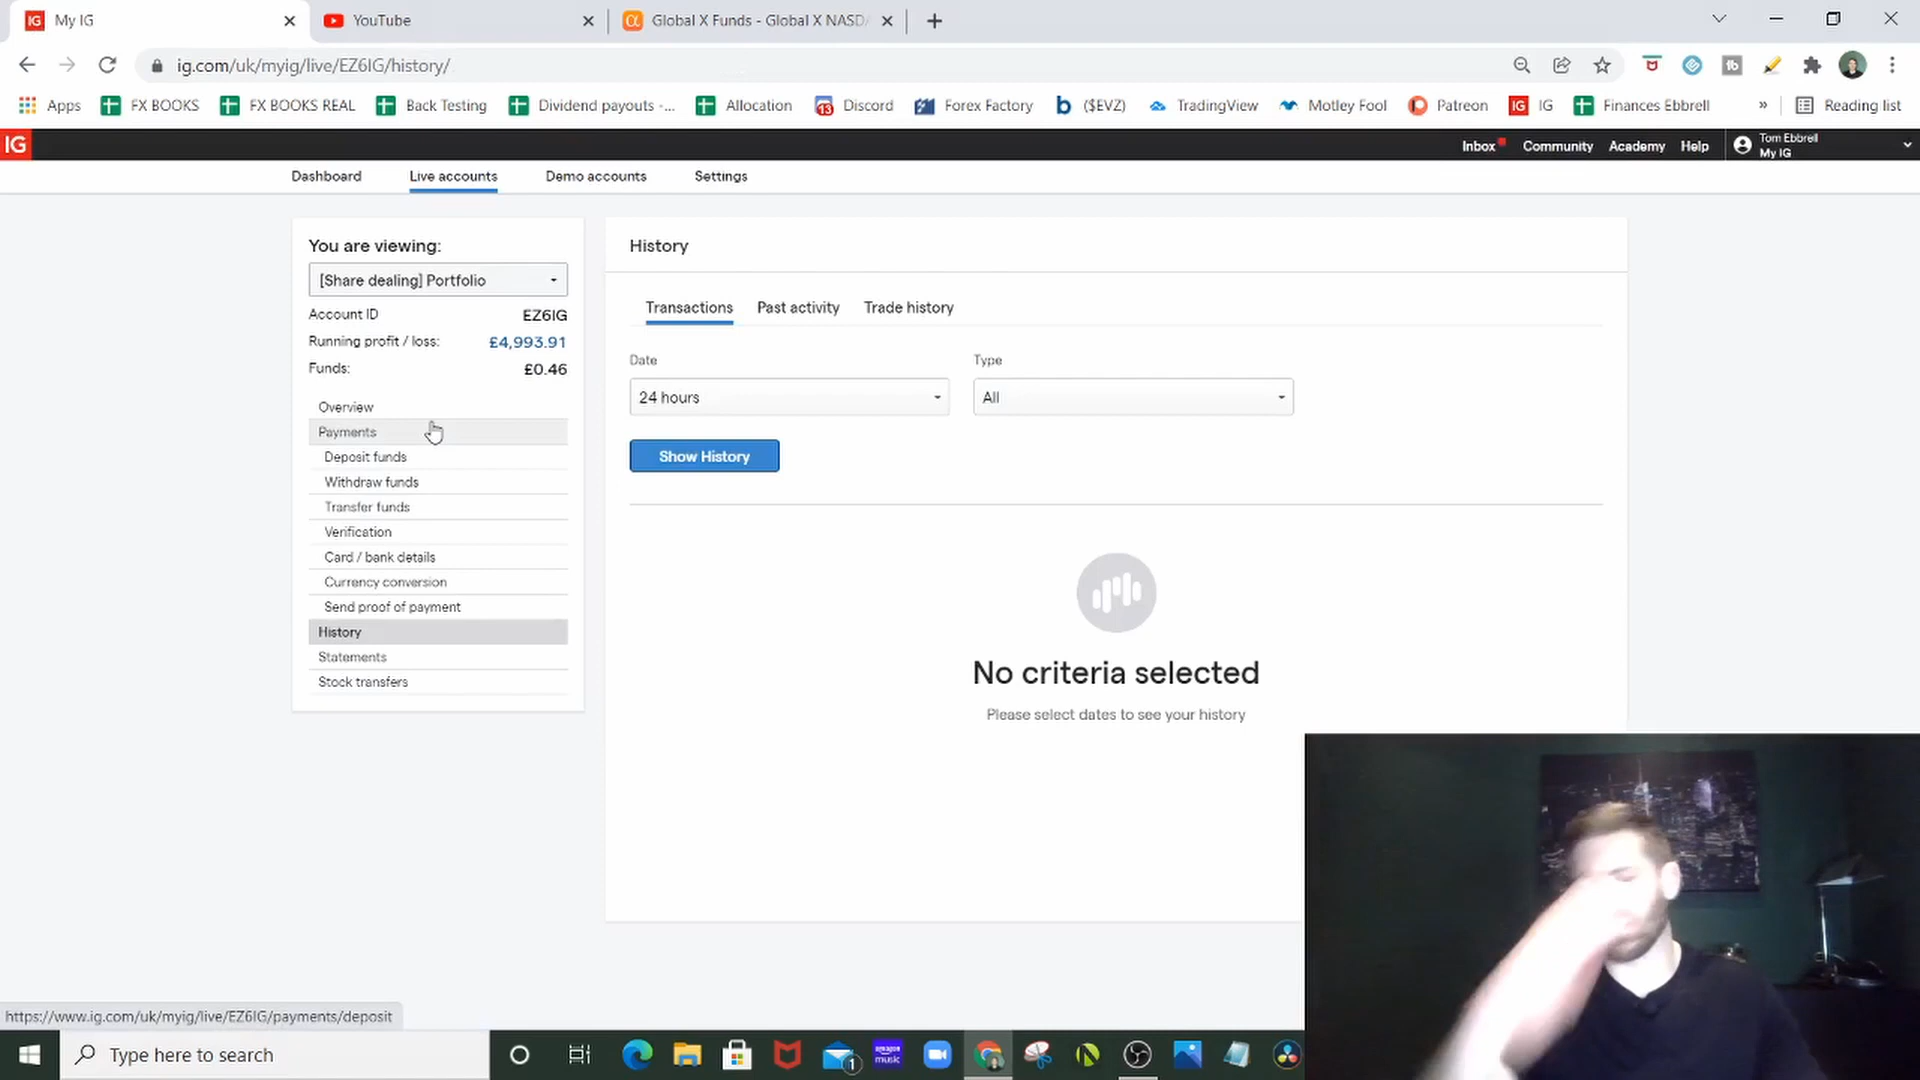 My IG
YouTube
Global X Funds - Global X NASD
ig.com/uk/myig/live/EZ6IG/history/
Apps
FX BOOKS
FX BOOKS REAL
Back Testing
Dividend payouts -...
Allocation
13
Discord
Forex Factory
b
($EVZ)
TradingView
Motley Fool
Patreon
IG
IG
Finances Ebbrell
»
Reading list
IG
Inbox
Community
Academy
Help
Tom Ebbrell
My IG
Dashboard
Live accounts
Demo accounts
Settings
You are viewing:
[Share dealing] Portfolio
Account ID EZ6IG
Running profit / loss: £4,993.91
Funds: £0.46
Overview
Payments
Deposit funds
Withdraw funds
Transfer funds
Verification
Card / bank details
Currency conversion
Send proof of payment
History
Statements
Stock transfers
History
Transactions
Past activity
Trade history
Date
Type
24 hours
All
Show History
No criteria selected
Please select dates to see your history
https://www.ig.com/uk/myig/live/EZ6IG/payments/deposit
Type here to search
1
amazon
music